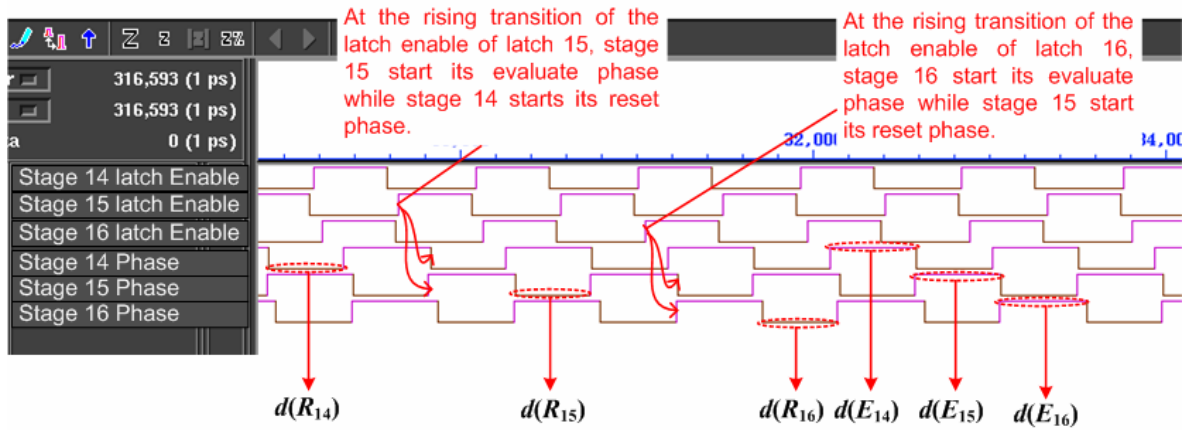 At the rising transition of the
latch enable of latch 15, stage
15 start its evaluate phase
while stage 14 starts its reset
phase.
At the rising transition of the
latch enable of latch 16,
stage 16 start its evaluate
phase while stage 15 start
its reset phase.
Z z |z| z%
316,593 (1 ps)
316,593 (1 ps)
0 (1 ps)
32,000
Stage 14 latch Enable
Stage 15 latch Enable
Stage 16 latch Enable
Stage 14 Phase
Stage 15 Phase
Stage 16 Phase
d(R14) d(R15) d(R16) d(E14) d(E15) d(E16)